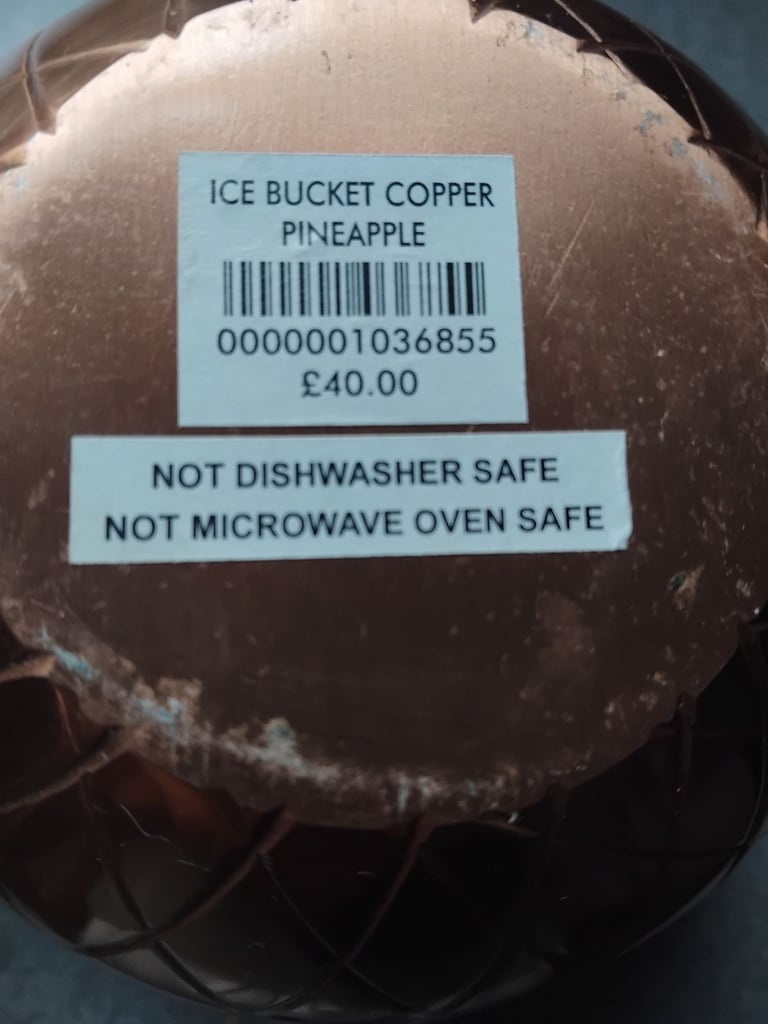 ICE BUCKET COPPER
PINEAPPLE
0000001036855
£40.00
NOT DISHWASHER SAFE
NOT MICROWAVE OVEN SAFE